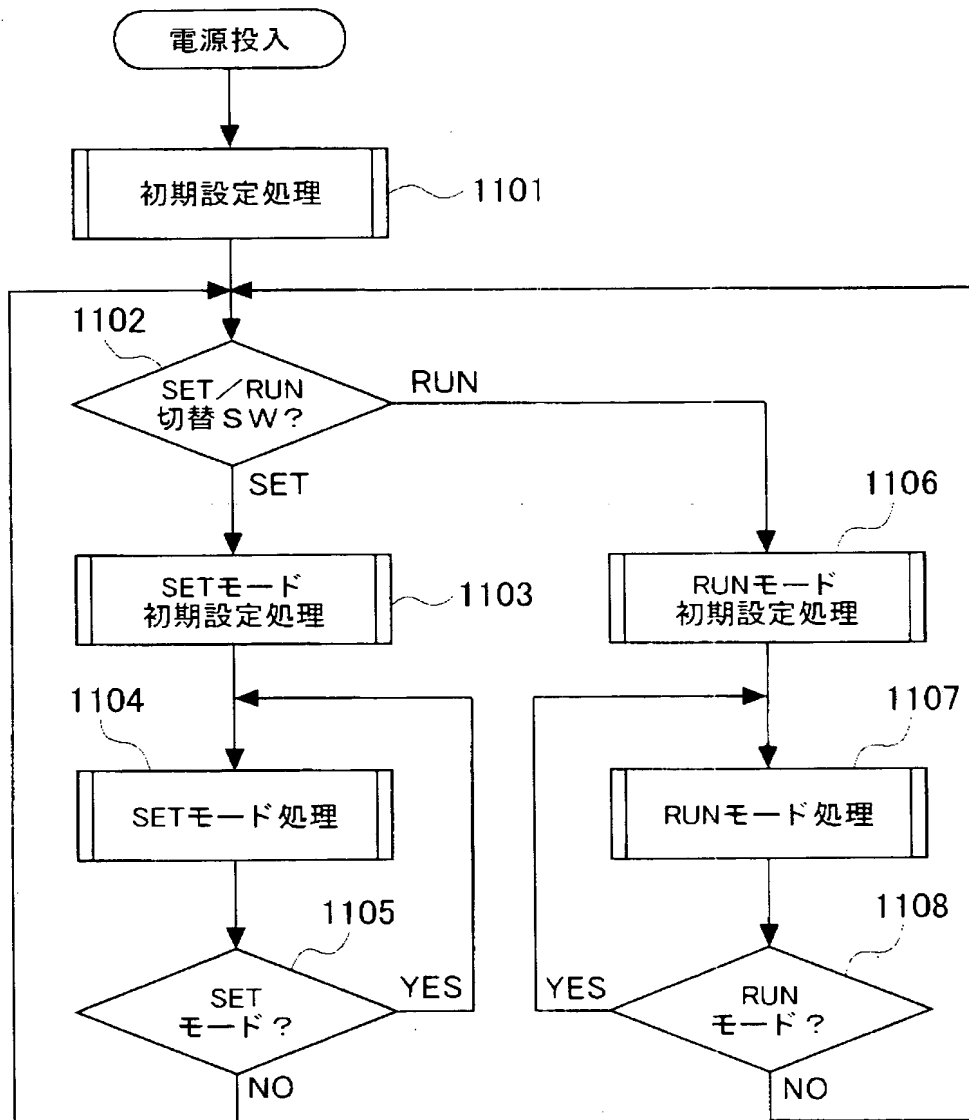 電源投入
初期設定処理
1101
1102
SET／RUN
切替SW？
RUN
SET
SETモード
初期設定処理
1103
1106
RUNモード
初期設定処理
1104
SETモード処理
1107
RUNモード処理
1105
SET
モード？
YES
NO
1108
RUN
モード？
YES
NO